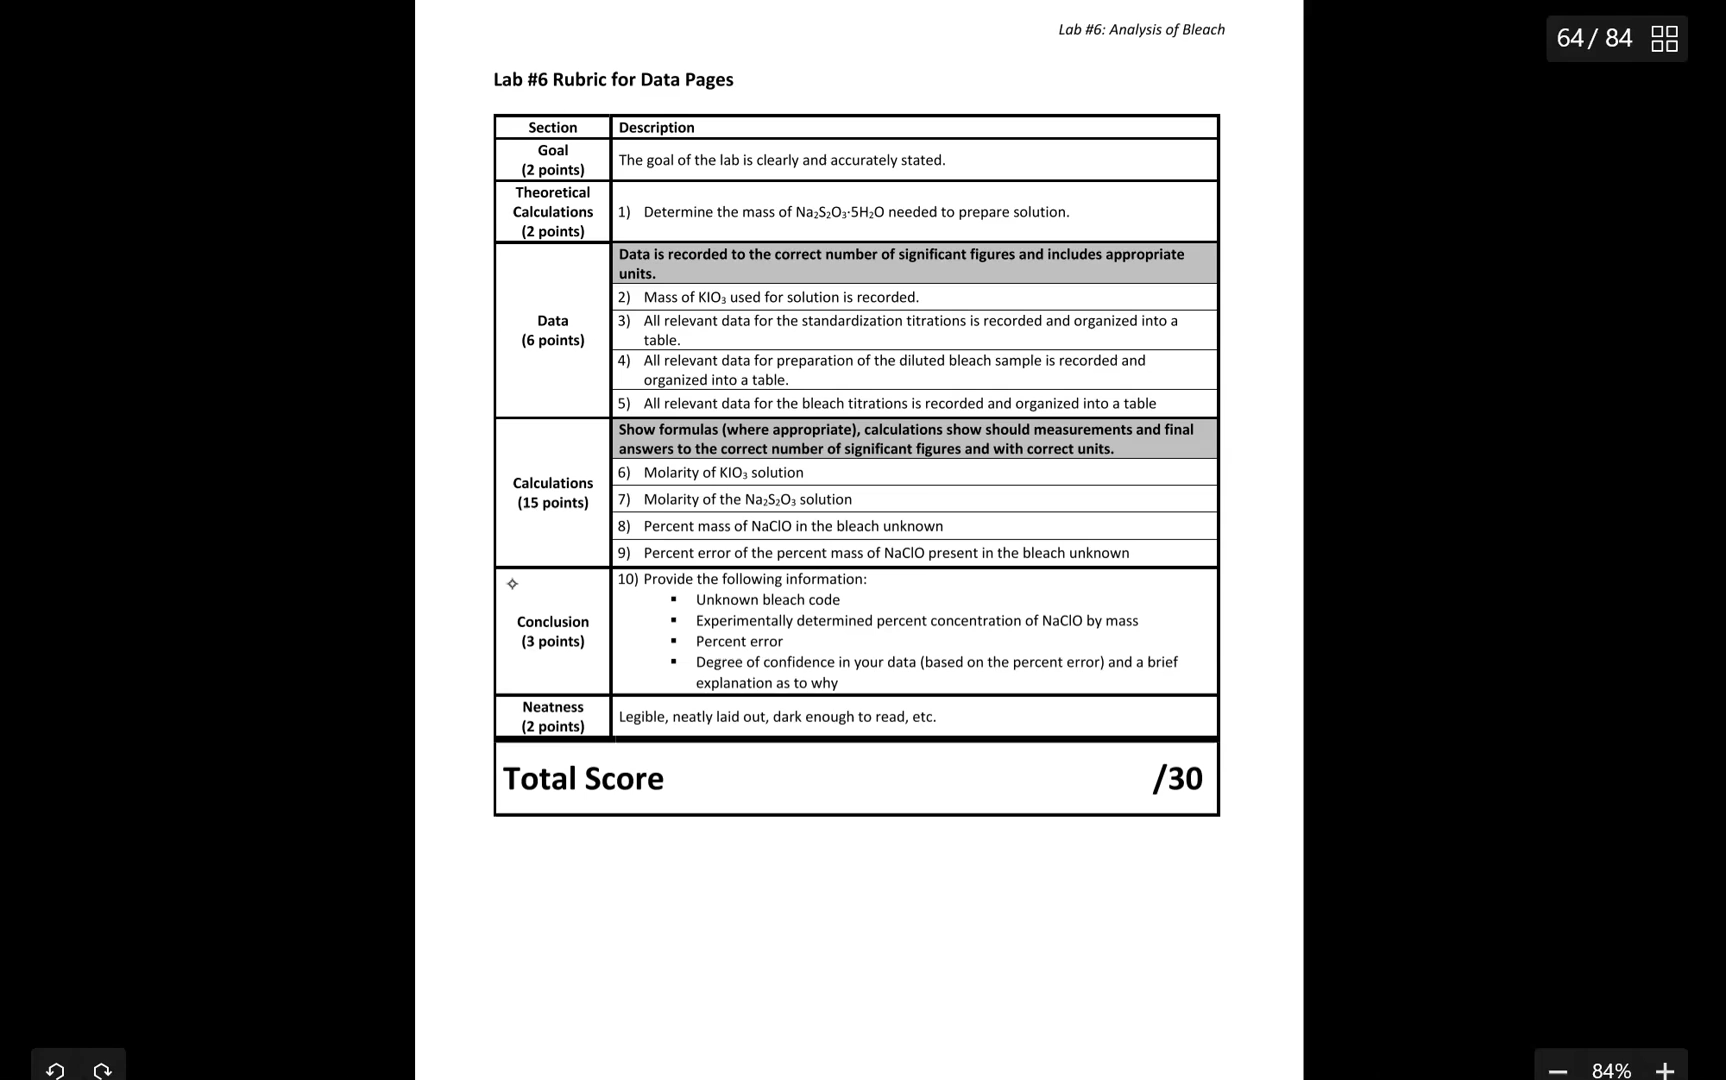 Lab #6: Analysis of Bleach
64 / 84
Lab #6 Rubric for Data Pages
Section Description
Goal
(2 points)
The goal of the lab is clearly and accurately stated.
Theoretical
Calculations
(2 points)
1) Determine the mass of Na₂S₂O₃·5H₂O needed to prepare solution.
Data
(6 points)
Data is recorded to the correct number of significant figures and includes appropriate
units.
2) Mass of KIO₃ used for solution is recorded.
3) All relevant data for the standardization titrations is recorded and organized into a
table.
4) All relevant data for preparation of the diluted bleach sample is recorded and
organized into a table.
5) All relevant data for the bleach titrations is recorded and organized into a table
Calculations
(15 points)
Show formulas (where appropriate), calculations show should measurements and final
answers to the correct number of significant figures and with correct units.
6) Molarity of KIO₃ solution
7) Molarity of the Na₂S₂O₃ solution
8) Percent mass of NaClO in the bleach unknown
9) Percent error of the percent mass of NaClO present in the bleach unknown
Conclusion
(3 points)
10) Provide the following information:
▪ Unknown bleach code
▪ Experimentally determined percent concentration of NaClO by mass
▪ Percent error
▪ Degree of confidence in your data (based on the percent error) and a brief
explanation as to why
Neatness
(2 points)
Legible, neatly laid out, dark enough to read, etc.
Total Score /30
84%